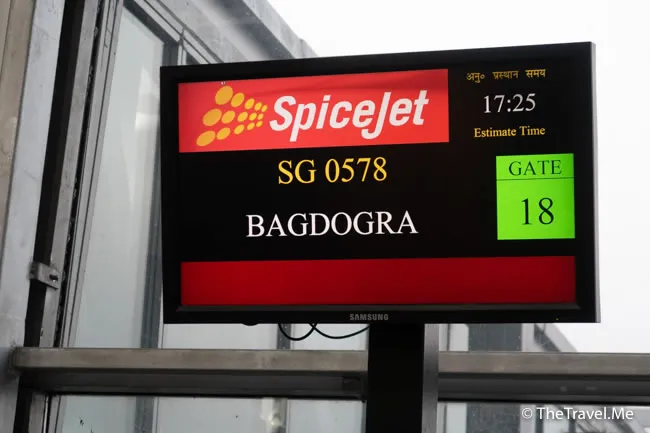 SpiceJet
अनु० प्रस्थान समय
17:25
Estimate Time
SG 0578
GATE
18
BAGDOGRA
SAMSUNG
© TheTravel.Me